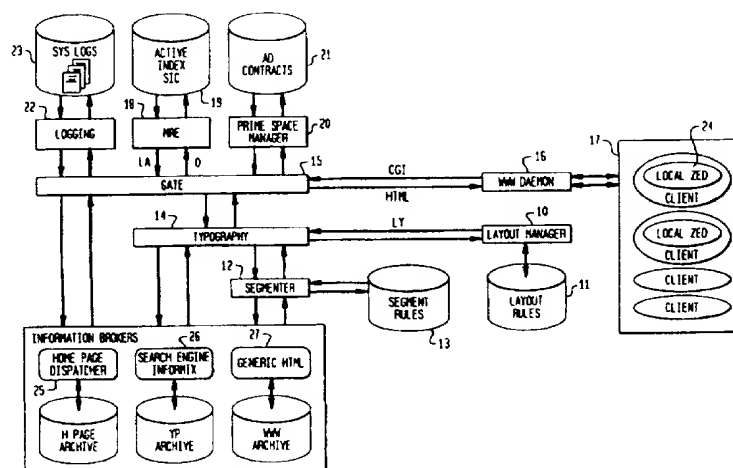 23
SYS LOGS
ACTIVE
INDEX
SIC
19
AD
CONTRACTS
21
22
LOGGING
18
MRE
PRIME SPACE
MANAGER
20
LA
O
15
GATE
CGI
HTML
16
WWW DAEMON
17
24
LOCAL ZED
CLIENT
LOCAL ZED
CLIENT
CLIENT
CLIENT
14
TYPOGRAPHY
LY
10
LAYOUT MANAGER
12
SEGMENTER
SEGMENT
RULES
13
LAYOUT
RULES
11
INFORMATION BROKERS
HOME PAGE
DISPATCHER
25
26
SEARCH ENGINE
INFORMIX
27
GENERIC HTML
H PAGE
ARCHIVE
YP
ARCHIVE
WWW
ARCHIVE